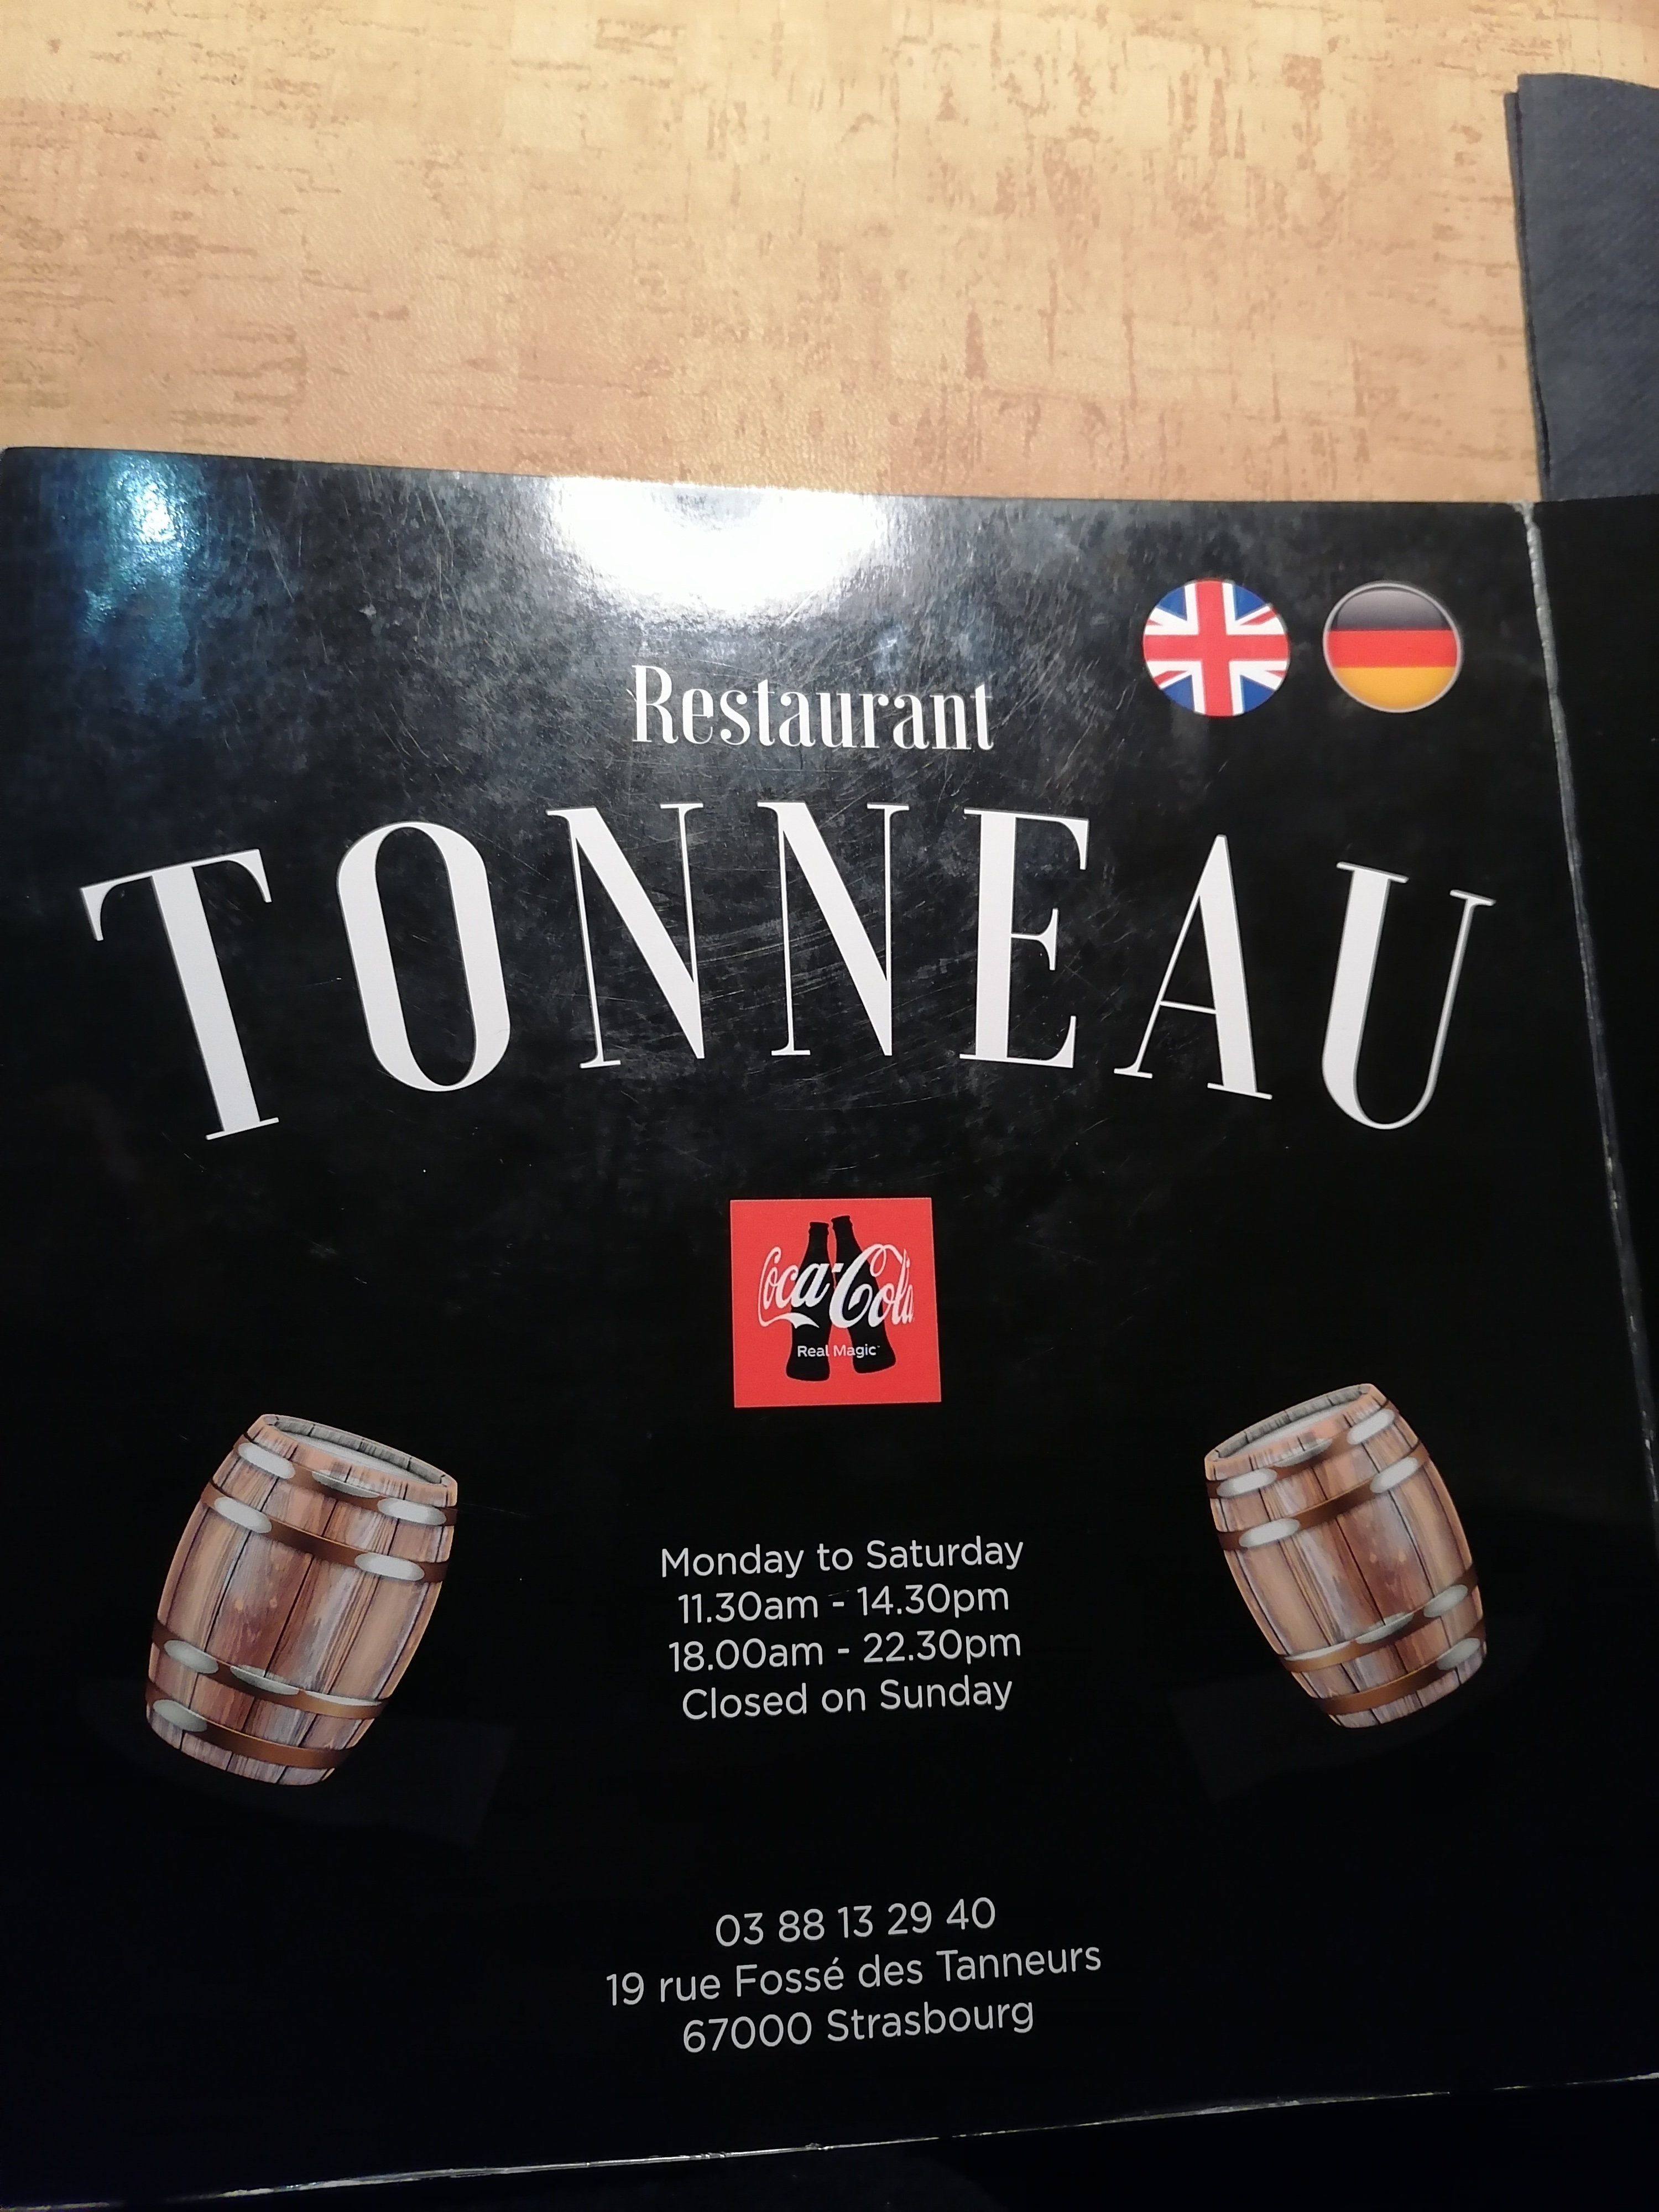 Restaurant
TONNEAU
Coca-Cola
Real Magic
Monday to Saturday
11.30am - 14.30pm
18.00am - 22.30pm
Closed on Sunday
03 88 13 29 40
19 rue Fossé des Tanneurs
67000 Strasbourg